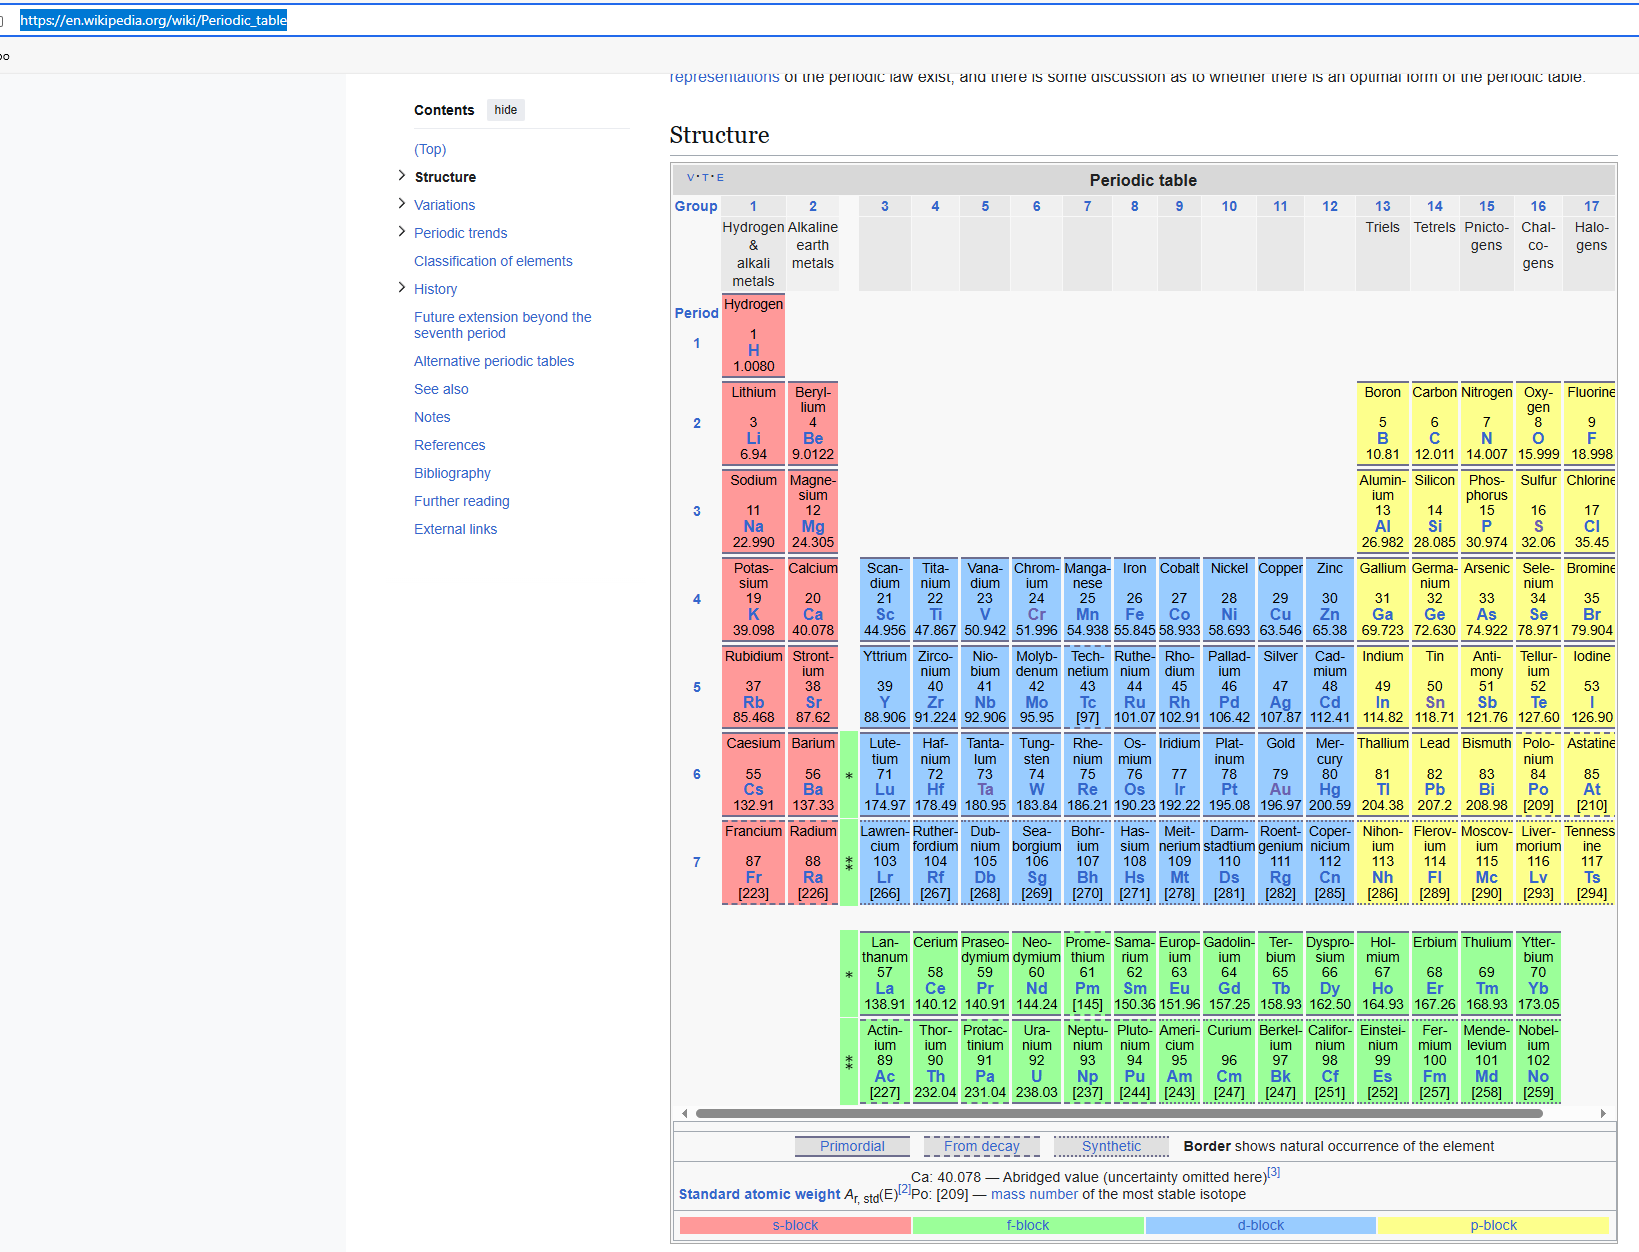 https://en.wikipedia.org/wiki/Periodic_table
representations of the periodic law exist, and there is some discussion as to whether there is an optimal form of the periodic table.
Contents hide
(Top)
Structure
Variations
Periodic trends
Classification of elements
History
Future extension beyond the
seventh period
Alternative periodic tables
See also
Notes
References
Bibliography
Further reading
External links
Structure
V·T·E Periodic table
Group 1 2 3 4 5 6 7 8 9 10 11 12 13 14 15 16 17
Hydrogen Alkaline Triels Tetrels Pnicto- Chal- Halo-
& earth gens co- gens
alkali metals gens
metals
Hydrogen
Period
1
1
H
1.0080
Lithium Beryl- Boron Carbon Nitrogen Oxy- Fluorine
lium gen
2 3 4 5 6 7 8 9
Li Be B C N O F
6.94 9.0122 10.81 12.011 14.007 15.999 18.998
Sodium Magne- Alumin- Silicon Phos- Sulfur Chlorine
sium ium phorus
3 11 12 13 14 15 16 17
Na Mg Al Si P S Cl
22.990 24.305 26.982 28.085 30.974 32.06 35.45
Potas- Calcium Scan- Tita- Vana- Chrom- Manga- Iron Cobalt Nickel Copper Zinc Gallium Germa- Arsenic Sele- Bromine
sium dium nium dium ium nese nium nium
4 19 20 21 22 23 24 25 26 27 28 29 30 31 32 33 34 35
K Ca Sc Ti V Cr Mn Fe Co Ni Cu Zn Ga Ge As Se Br
39.098 40.078 44.956 47.867 50.942 51.996 54.938 55.845 58.933 58.693 63.546 65.38 69.723 72.630 74.922 78.971 79.904
Rubidium Stront- Yttrium Zirco- Nio- Molyb- Tech- Ruthe- Rho- Pallad- Silver Cad- Indium Tin Anti- Tellur- Iodine
ium nium bium denum netium nium dium ium mium mony ium
5 37 38 39 40 41 42 43 44 45 46 47 48 49 50 51 52 53
Rb Sr Y Zr Nb Mo Tc Ru Rh Pd Ag Cd In Sn Sb Te I
85.468 87.62 88.906 91.224 92.906 95.95 [97] 101.07 102.91 106.42 107.87 112.41 114.82 118.71 121.76 127.60 126.90
Caesium Barium Lute- Haf- Tanta- Tung- Rhe- Os- Iridium Plat- Gold Mer- Thallium Lead Bismuth Polo- Astatine
tium nium lum sten nium mium inum cury nium
6 55 56 * 71 72 73 74 75 76 77 78 79 80 81 82 83 84 85
Cs Ba Lu Hf Ta W Re Os Ir Pt Au Hg Tl Pb Bi Po At
132.91 137.33 174.97 178.49 180.95 183.84 186.21 190.23 192.22 195.08 196.97 200.59 204.38 207.2 208.98 [209] [210]
Francium Radium Lawren- Ruther- Dub- Sea- Bohr- Has- Meit- Darm- Roent- Coper- Nihon- Flerov- Moscov- Liver- Tenness
cium fordium nium borgium ium sium nerium stadtium genium nicium ium ium ium morium ine
7 87 88 ** 103 104 105 106 107 108 109 110 111 112 113 114 115 116 117
Fr Ra Lr Rf Db Sg Bh Hs Mt Ds Rg Cn Nh Fl Mc Lv Ts
[223] [226] [266] [267] [268] [269] [270] [271] [278] [281] [282] [285] [286] [289] [290] [293] [294]
Lan- Cerium Praseo- Neo- Prome- Sama- Europ- Gadolin- Ter- Dyspro- Hol- Erbium Thulium Ytter-
thanum dymium dymium thium rium ium ium bium sium mium bium
* 57 58 59 60 61 62 63 64 65 66 67 68 69 70
La Ce Pr Nd Pm Sm Eu Gd Tb Dy Ho Er Tm Yb
138.91 140.12 140.91 144.24 [145] 150.36 151.96 157.25 158.93 162.50 164.93 167.26 168.93 173.05
Actin- Thor- Protac- Ura- Neptu- Pluto- Ameri- Curium Berkel- Califor- Einstei- Fer- Mende- Nobel-
ium ium tinium nium nium nium cium ium nium nium mium levium ium
** 89 90 91 92 93 94 95 96 97 98 99 100 101 102
Ac Th Pa U Np Pu Am Cm Bk Cf Es Fm Md No
[227] 232.04 231.04 238.03 [237] [244] [243] [247] [247] [251] [252] [257] [258] [259]
Primordial From decay Synthetic Border shows natural occurrence of the element
Standard atomic weight Ar, std(E)[2]
Ca: 40.078 — Abridged value (uncertainty omitted here)[3]
Po: [209] — mass number of the most stable isotope
s-block f-block d-block p-block